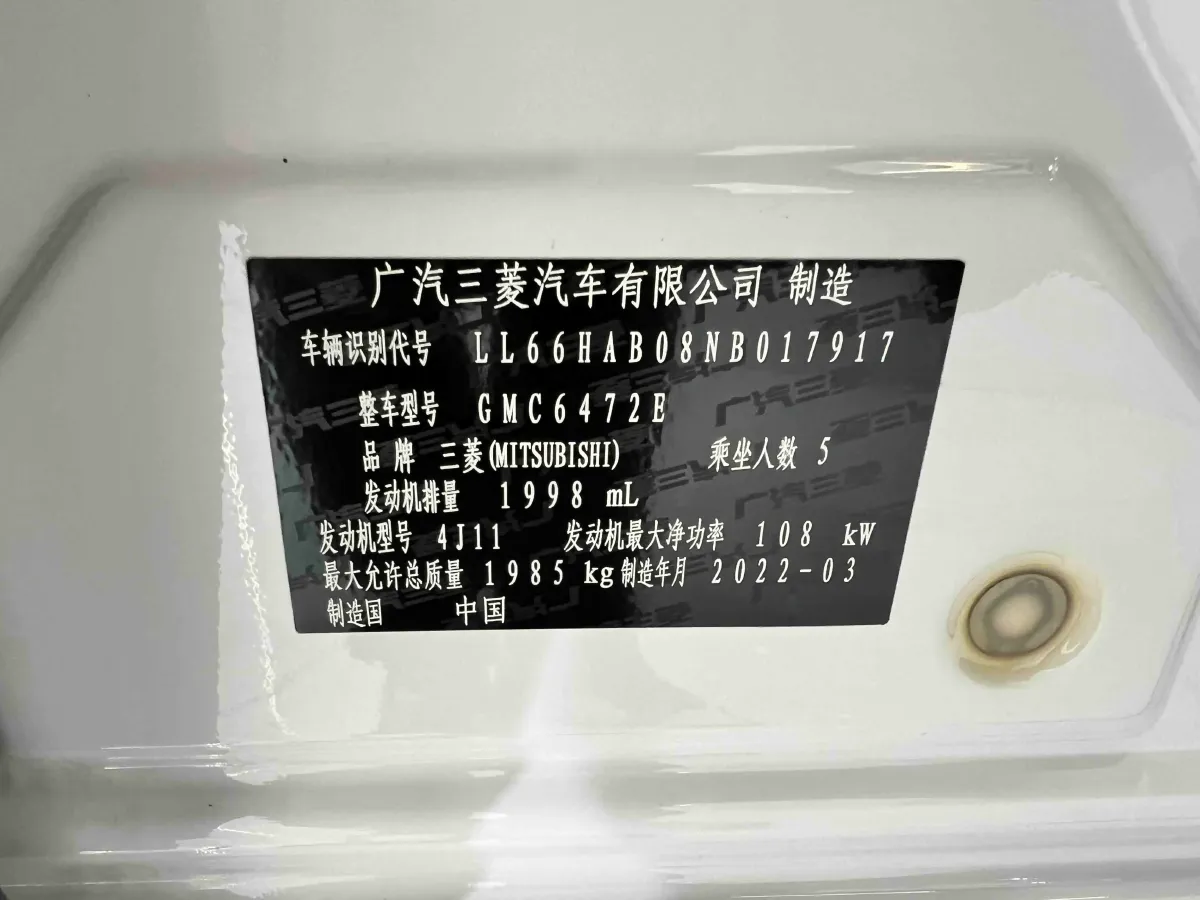 广汽三菱汽车有限公司 制造
车辆识别代号 LL66HAB08NB017917
整车型号 GMC6472E
品牌 三菱(MITSUBISHI) 乘坐人数 5
发动机排量 1998 mL
发动机型号 4J11 发动机最大净功率 108 kW
最大允许总质量 1985 kg 制造年月 2022-03
制造国 中国